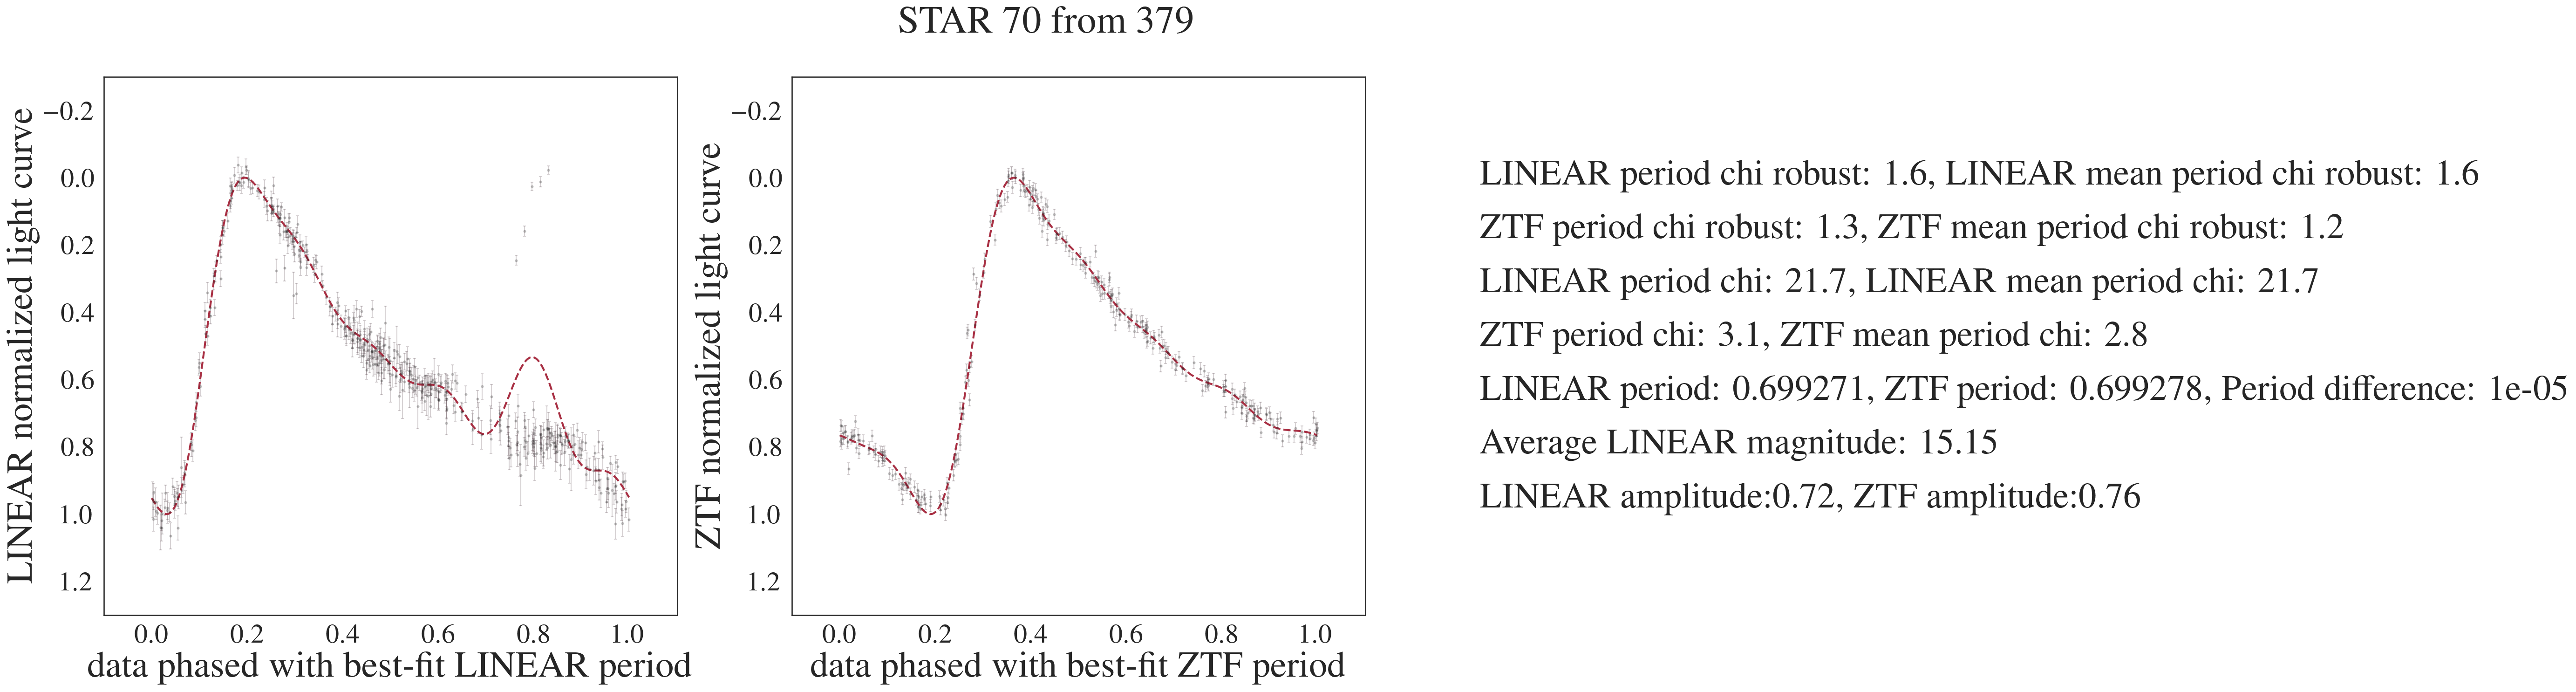 STAR 70 from 379
LINEAR normalized light curve
−0.2
0.0
0.2
0.4
0.6
0.8
1.0
1.2
0.0 0.2 0.4 0.6 0.8 1.0
data phased with best-fit LINEAR period
ZTF normalized light curve
−0.2
0.0
0.2
0.4
0.6
0.8
1.0
1.2
0.0 0.2 0.4 0.6 0.8 1.0
data phased with best-fit ZTF period
LINEAR period chi robust: 1.6, LINEAR mean period chi robust: 1.6
ZTF period chi robust: 1.3, ZTF mean period chi robust: 1.2
LINEAR period chi: 21.7, LINEAR mean period chi: 21.7
ZTF period chi: 3.1, ZTF mean period chi: 2.8
LINEAR period: 0.699271, ZTF period: 0.699278, Period difference: 1e-05
Average LINEAR magnitude: 15.15
LINEAR amplitude:0.72, ZTF amplitude:0.76